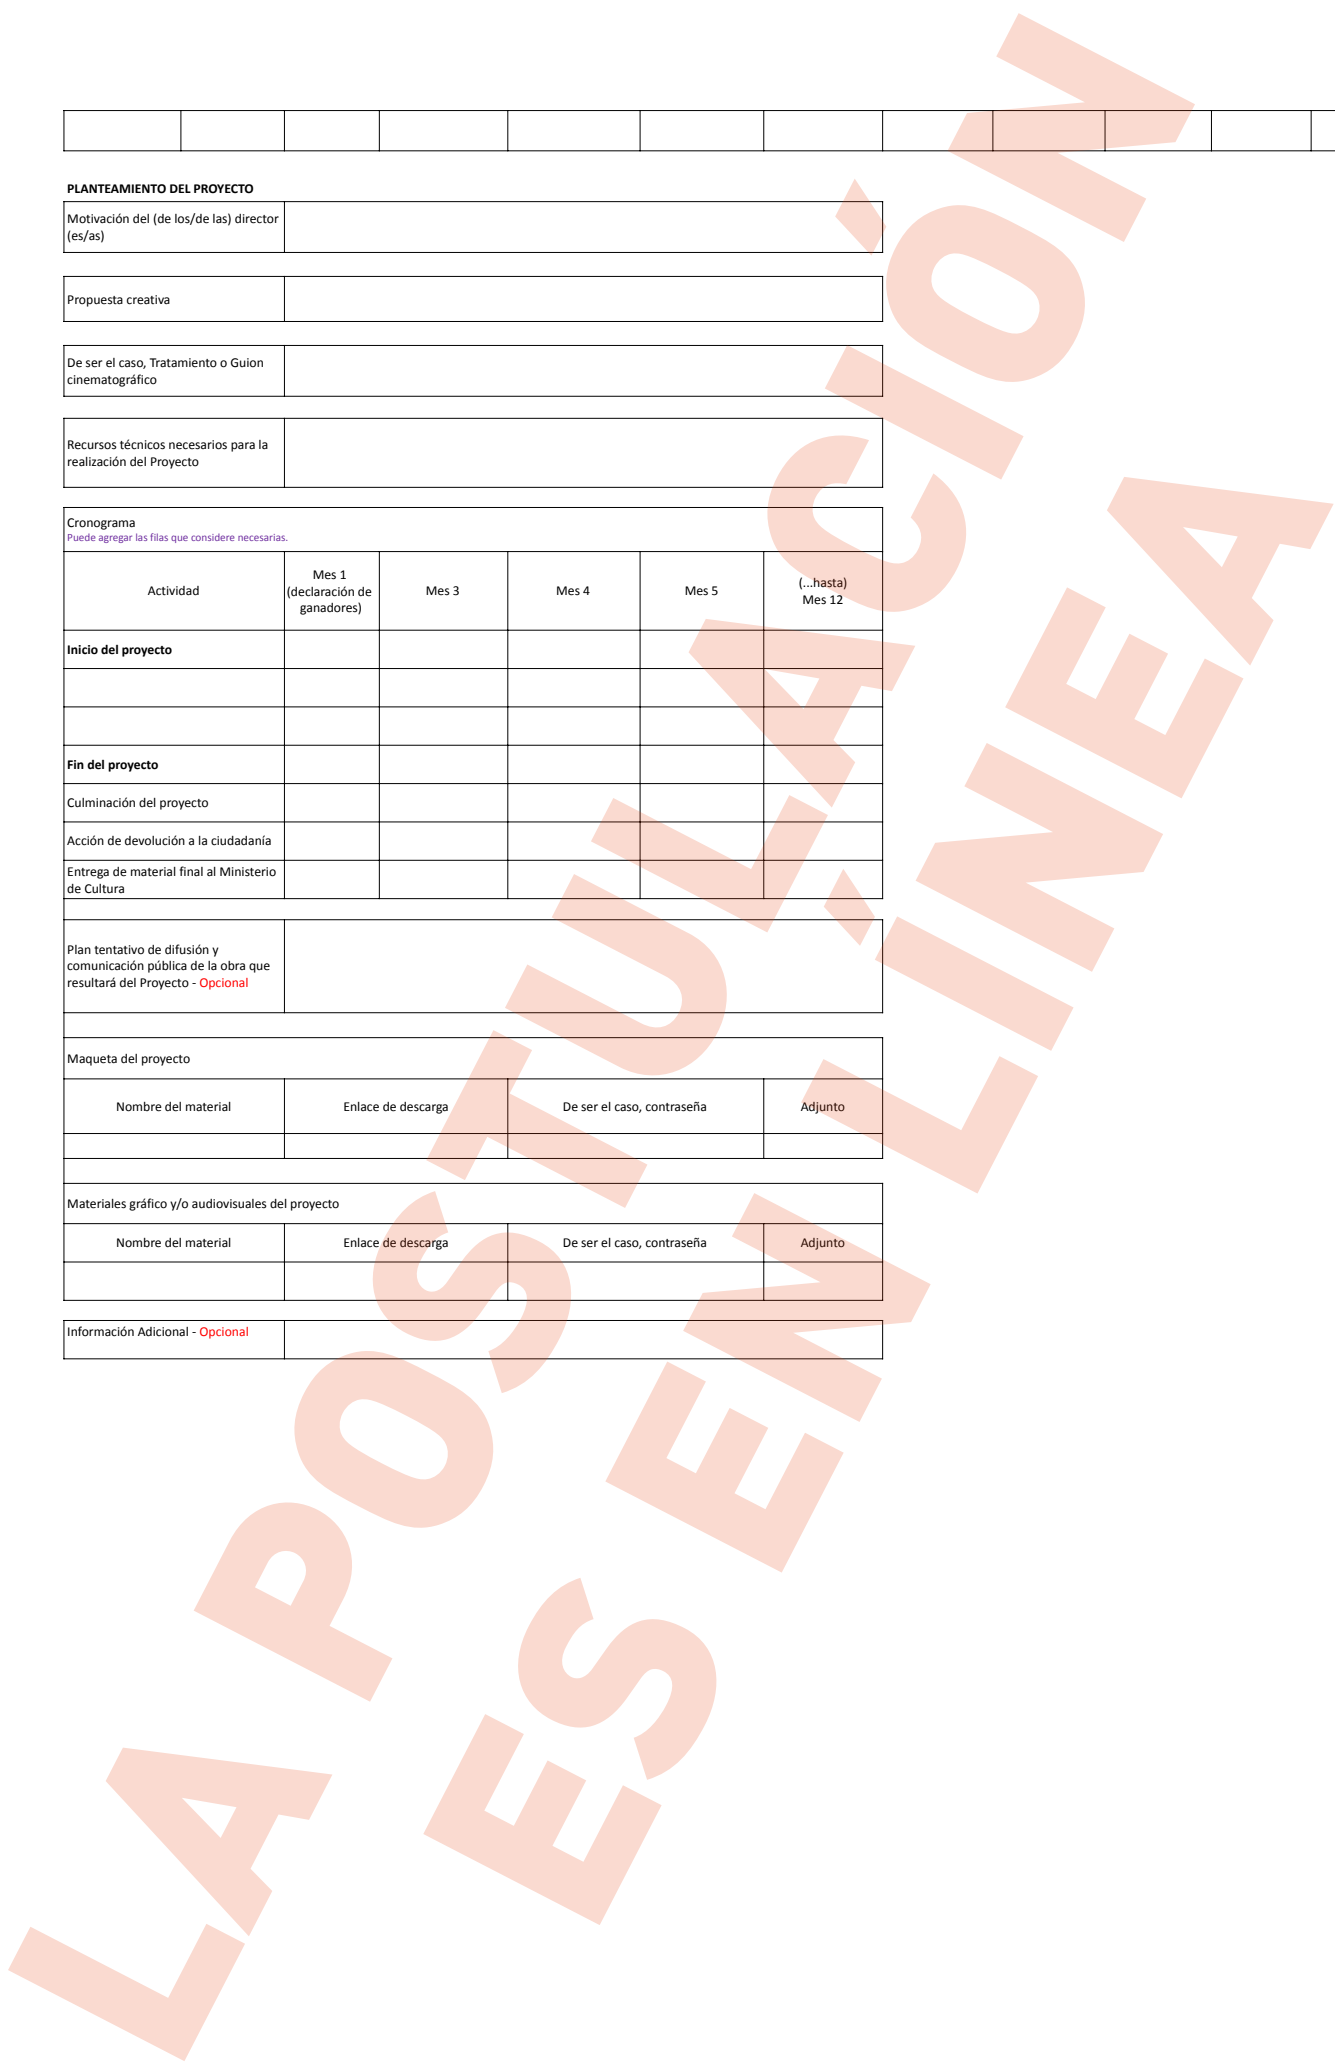 PLANTEAMIENTO DEL PROYECTO
Motivación del (de los/de las) director
(es/as)
Propuesta creativa
De ser el caso, Tratamiento o Guion
cinematográfico
Recursos técnicos necesarios para la
realización del Proyecto
Cronograma
Puede agregar las filas que considere necesarias.
Actividad
Mes 1
(declaración de
ganadores)
Mes 3
Mes 4
Mes 5
(...hasta)
Mes 12
Inicio del proyecto
Fin del proyecto
Culminación del proyecto
Acción de devolución a la ciudadanía
Entrega de material final al Ministerio
de Cultura
Plan tentativo de difusión y
comunicación pública de la obra que
resultará del Proyecto - Opcional
Maqueta del proyecto
Nombre del material
Enlace de descarga
De ser el caso, contraseña
Adjunto
Materiales gráfico y/o audiovisuales del proyecto
Nombre del material
Enlace de descarga
De ser el caso, contraseña
Adjunto
Información Adicional - Opcional
LA POSTULACIÓN
ES EN LÍNEA